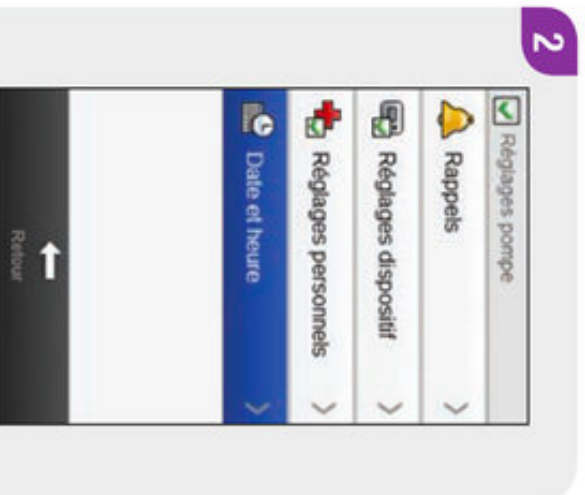 2
Réglages pompe
Rappels
Réglages dispositif
Réglages personnels
Date et heure
Retour